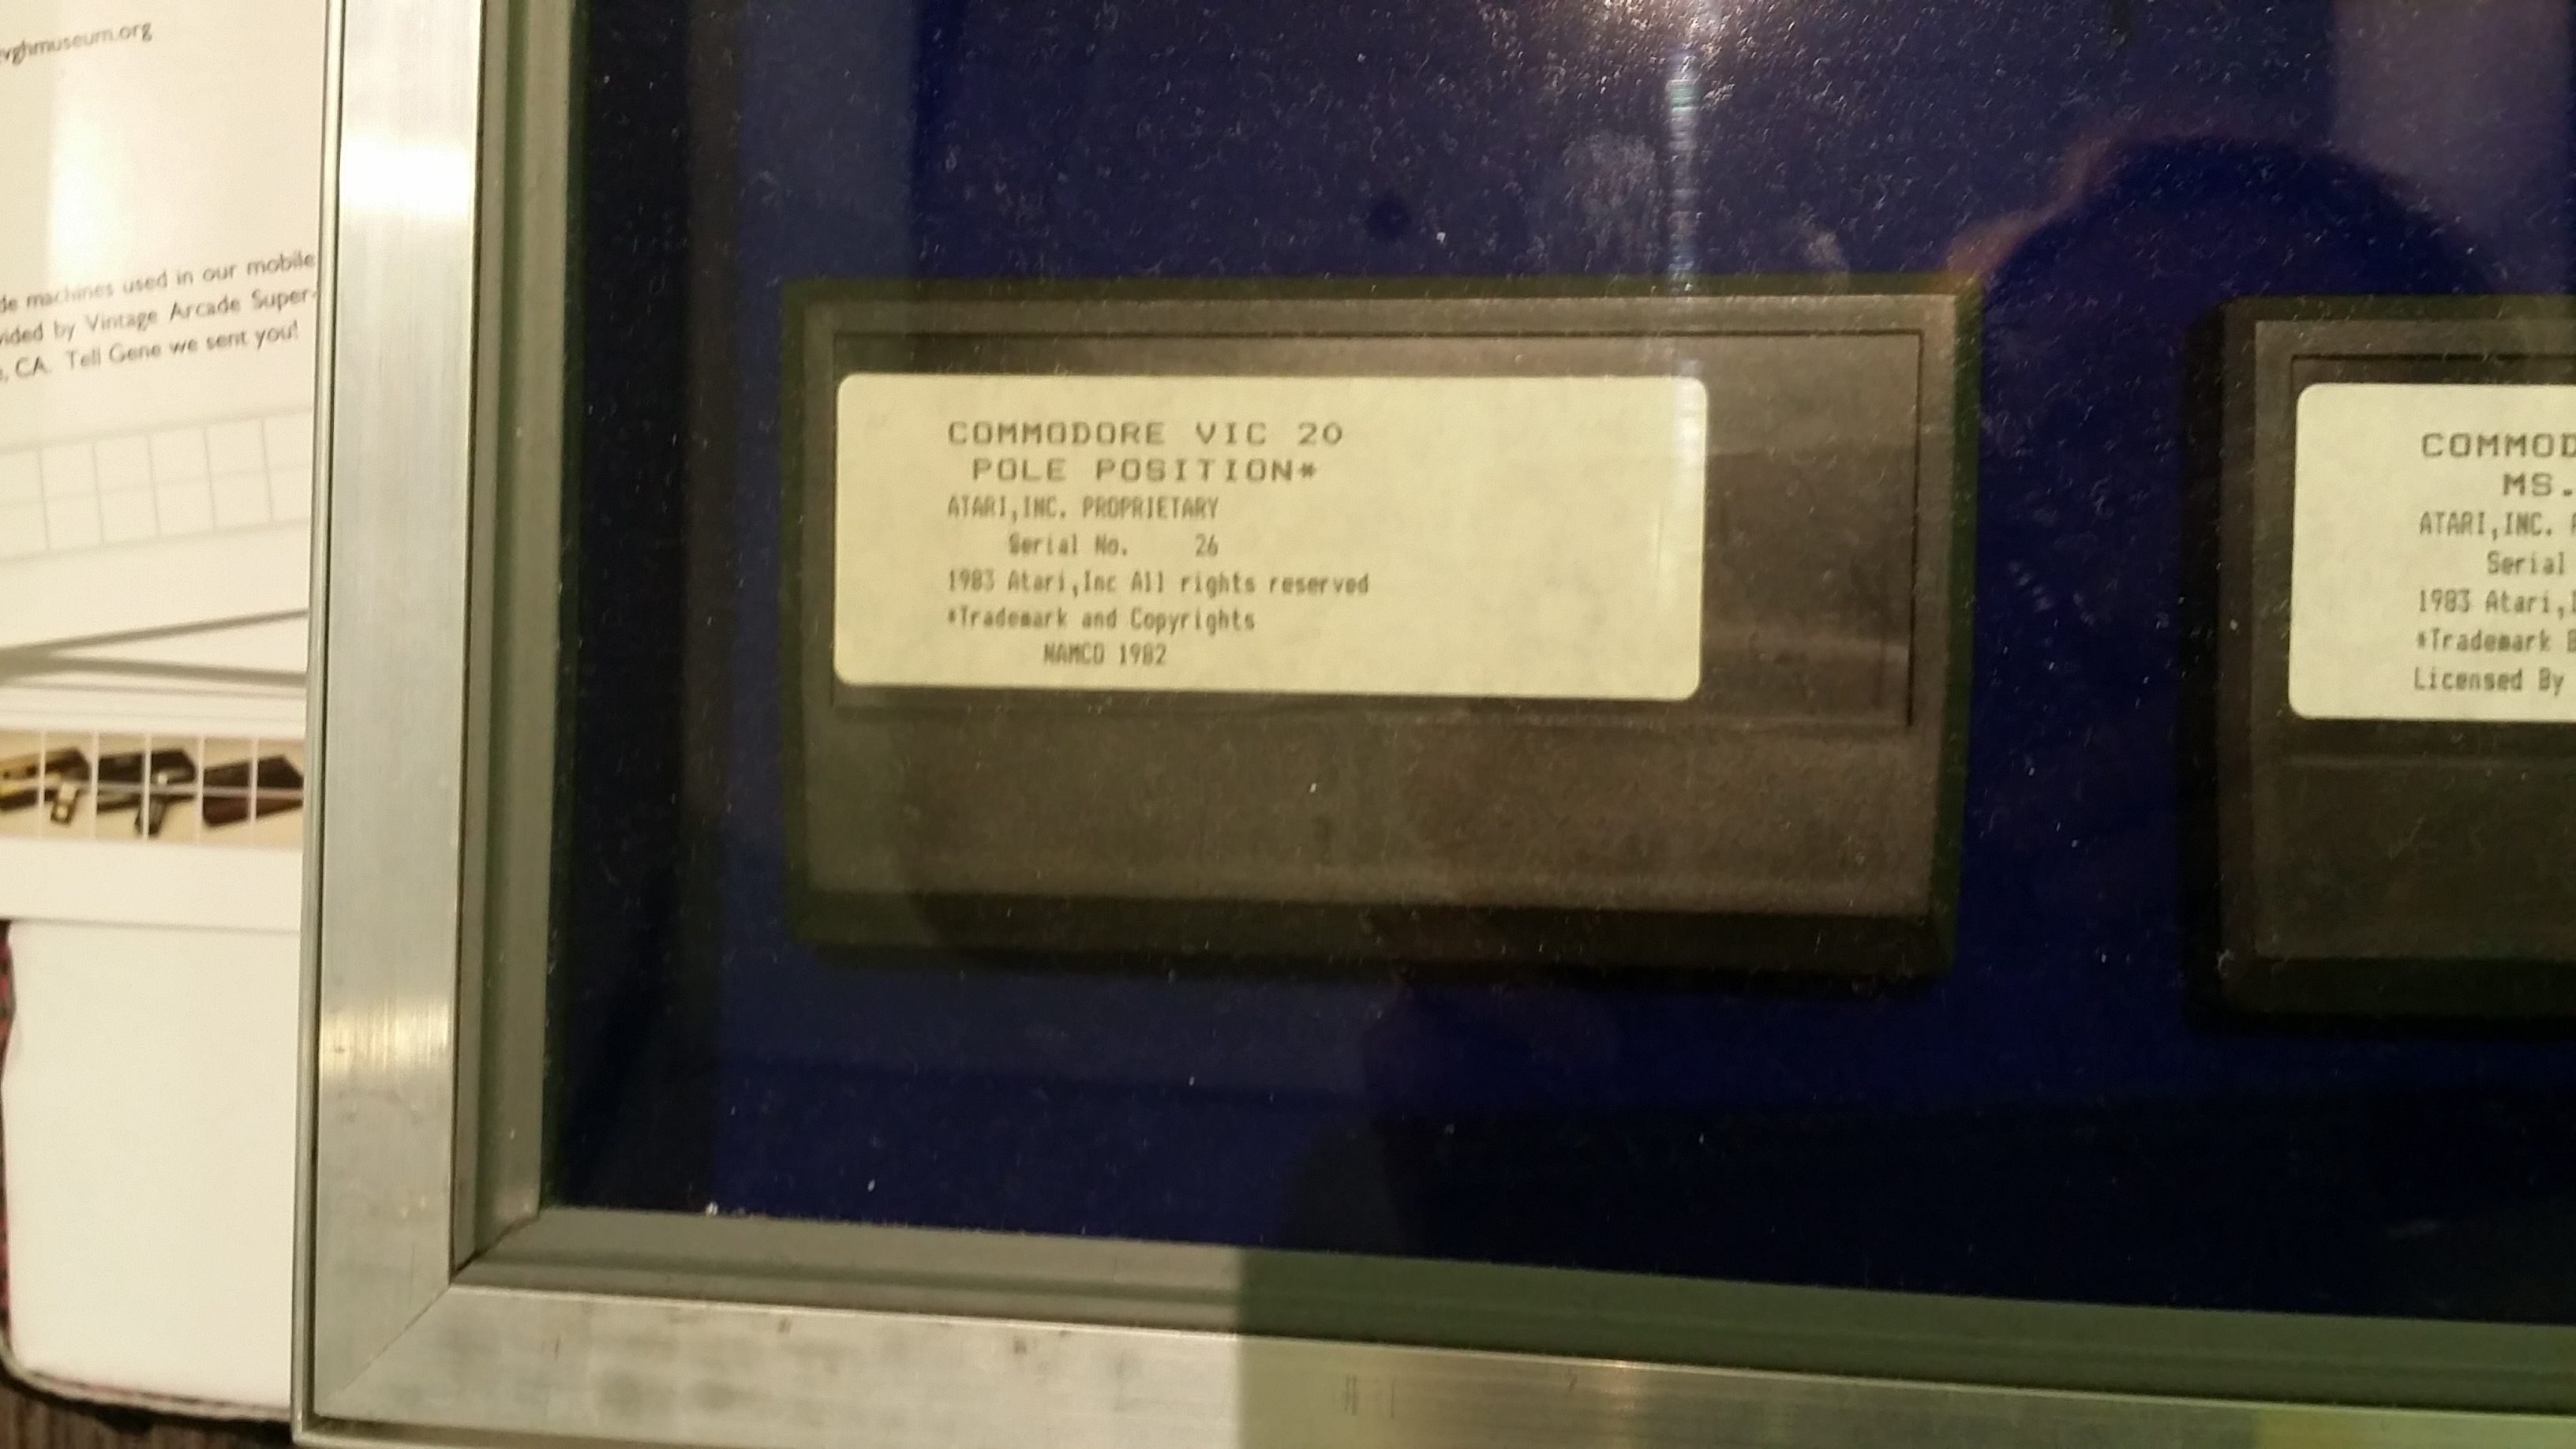 vghmuseum.org
de machines used in our mobile
vided by Vintage Arcade Super-
, CA. Tell Gene we sent you!
COMMODORE VIC 20
POLE POSITION*
ATARI,INC. PROPRIETARY
Serial No. 26
1983 Atari,Inc All rights reserved
*Trademark and Copyrights
NAMCO 1982
COMMOD
MS.
ATARI,INC.
Serial
1983 Atari,
*Trademark
Licensed By